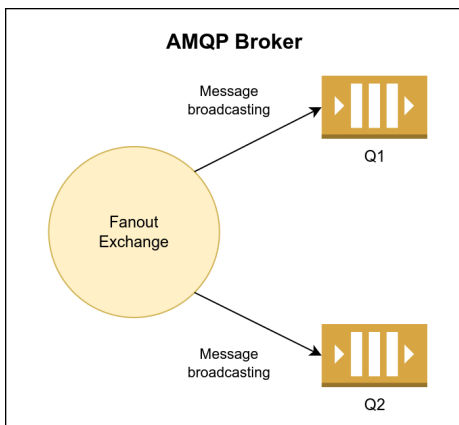 AMQP Broker
Message
broadcasting
Q1
Fanout
Exchange
Message
broadcasting
Q2